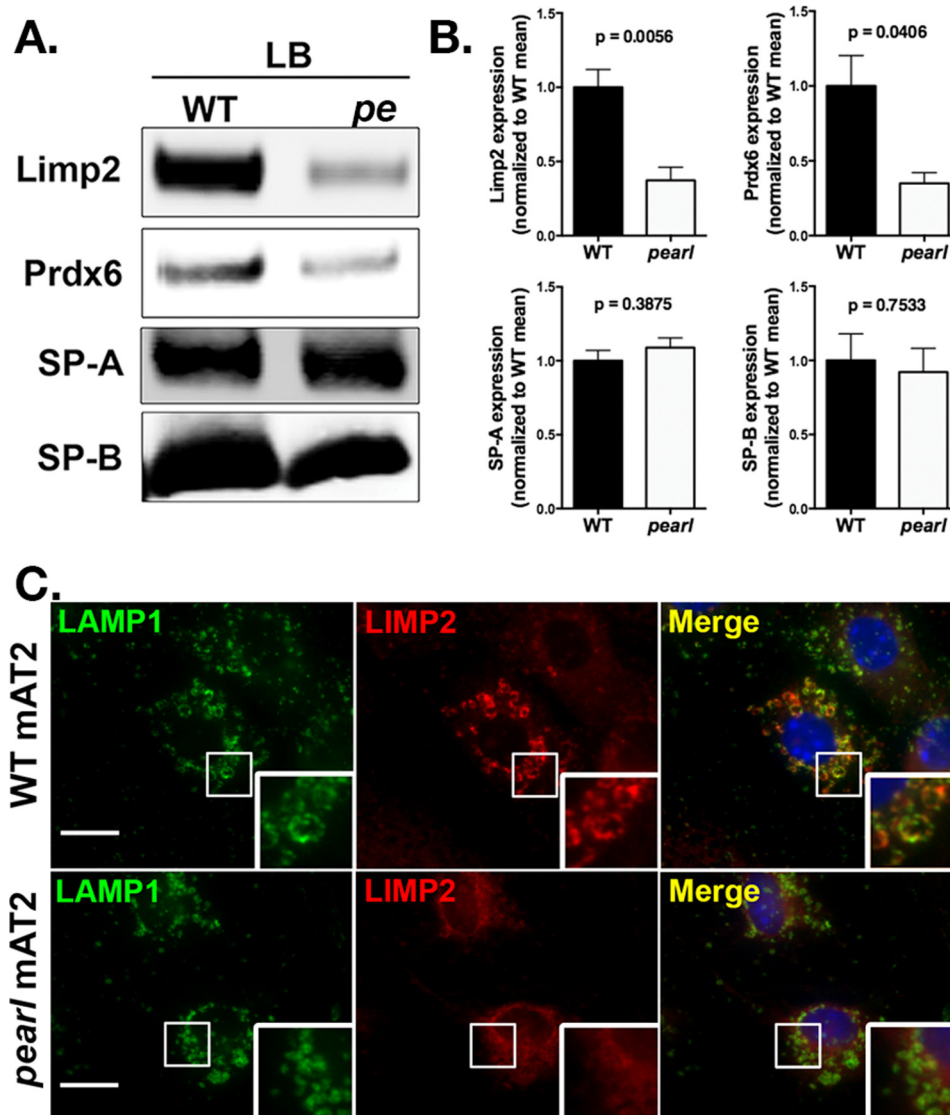 A.
LB
WT pe
Limp2
Prdx6
SP-A
SP-B
B.
Limp2 expression
(normalized to WT mean)
1.5
1.0
0.5
0.0
p = 0.0056
WT pearl
Prdx6 expression
(normalized to WT mean)
1.5
1.0
0.5
0.0
p = 0.0406
WT pearl
SP-A expression
(normalized to WT mean)
1.5
1.0
0.5
0.0
p = 0.3875
WT pearl
SP-B expression
(normalized to WT mean)
1.5
1.0
0.5
0.0
p = 0.7533
WT pearl
C.
WT mAT2
LAMP1 LIMP2 Merge
pearl mAT2
LAMP1 LIMP2 Merge